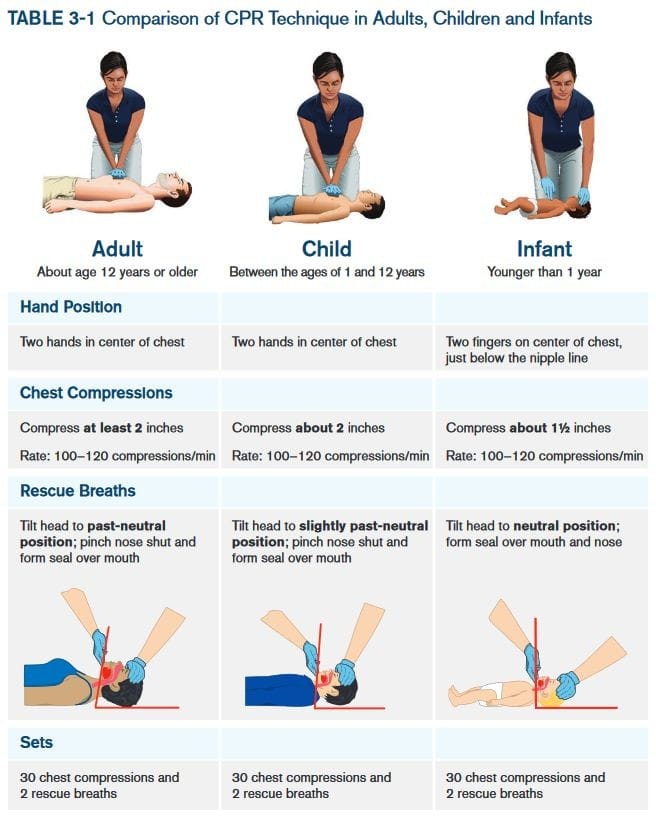 TABLE 3-1 Comparison of CPR Technique in Adults, Children and Infants
Adult
About age 12 years or older
Child
Between the ages of 1 and 12 years
Infant
Younger than 1 year
Hand Position
Two hands in center of chest
Two hands in center of chest
Two fingers on center of chest,
just below the nipple line
Chest Compressions
Compress at least 2 inches
Rate: 100–120 compressions/min
Compress about 2 inches
Rate: 100–120 compressions/min
Compress about 1½ inches
Rate: 100–120 compressions/min
Rescue Breaths
Tilt head to past-neutral
position; pinch nose shut and
form seal over mouth
Tilt head to slightly past-neutral
position; pinch nose shut and
form seal over mouth
Tilt head to neutral position;
form seal over mouth and nose
Sets
30 chest compressions and
2 rescue breaths
30 chest compressions and
2 rescue breaths
30 chest compressions and
2 rescue breaths